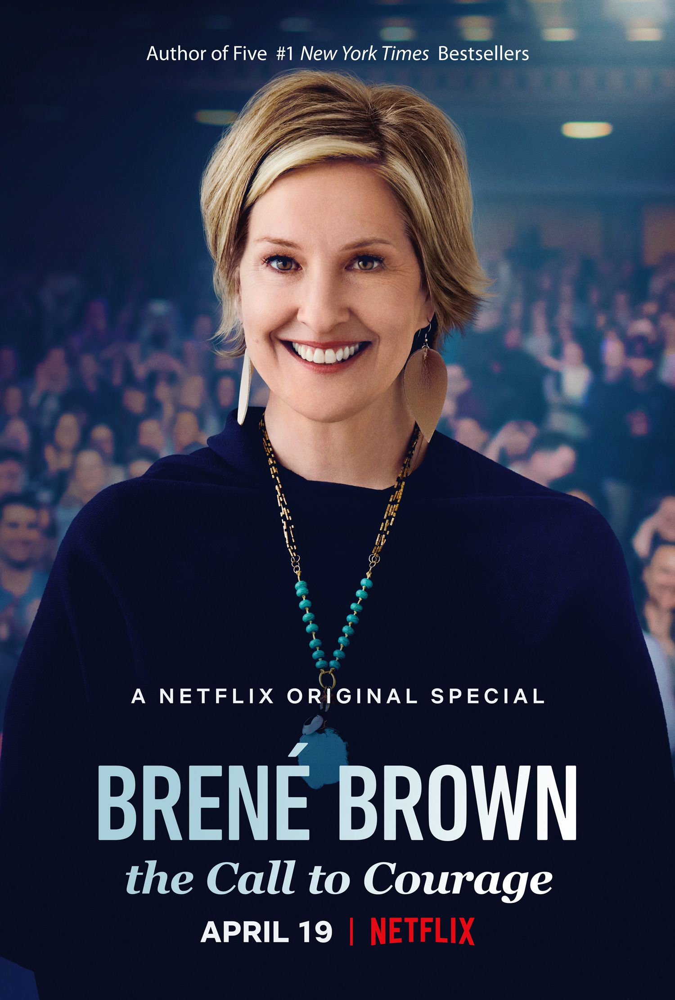 Author of Five #1 New York Times Bestsellers
A NETFLIX ORIGINAL SPECIAL
BRENÉ BROWN
the Call to Courage
APRIL 19 | NETFLIX